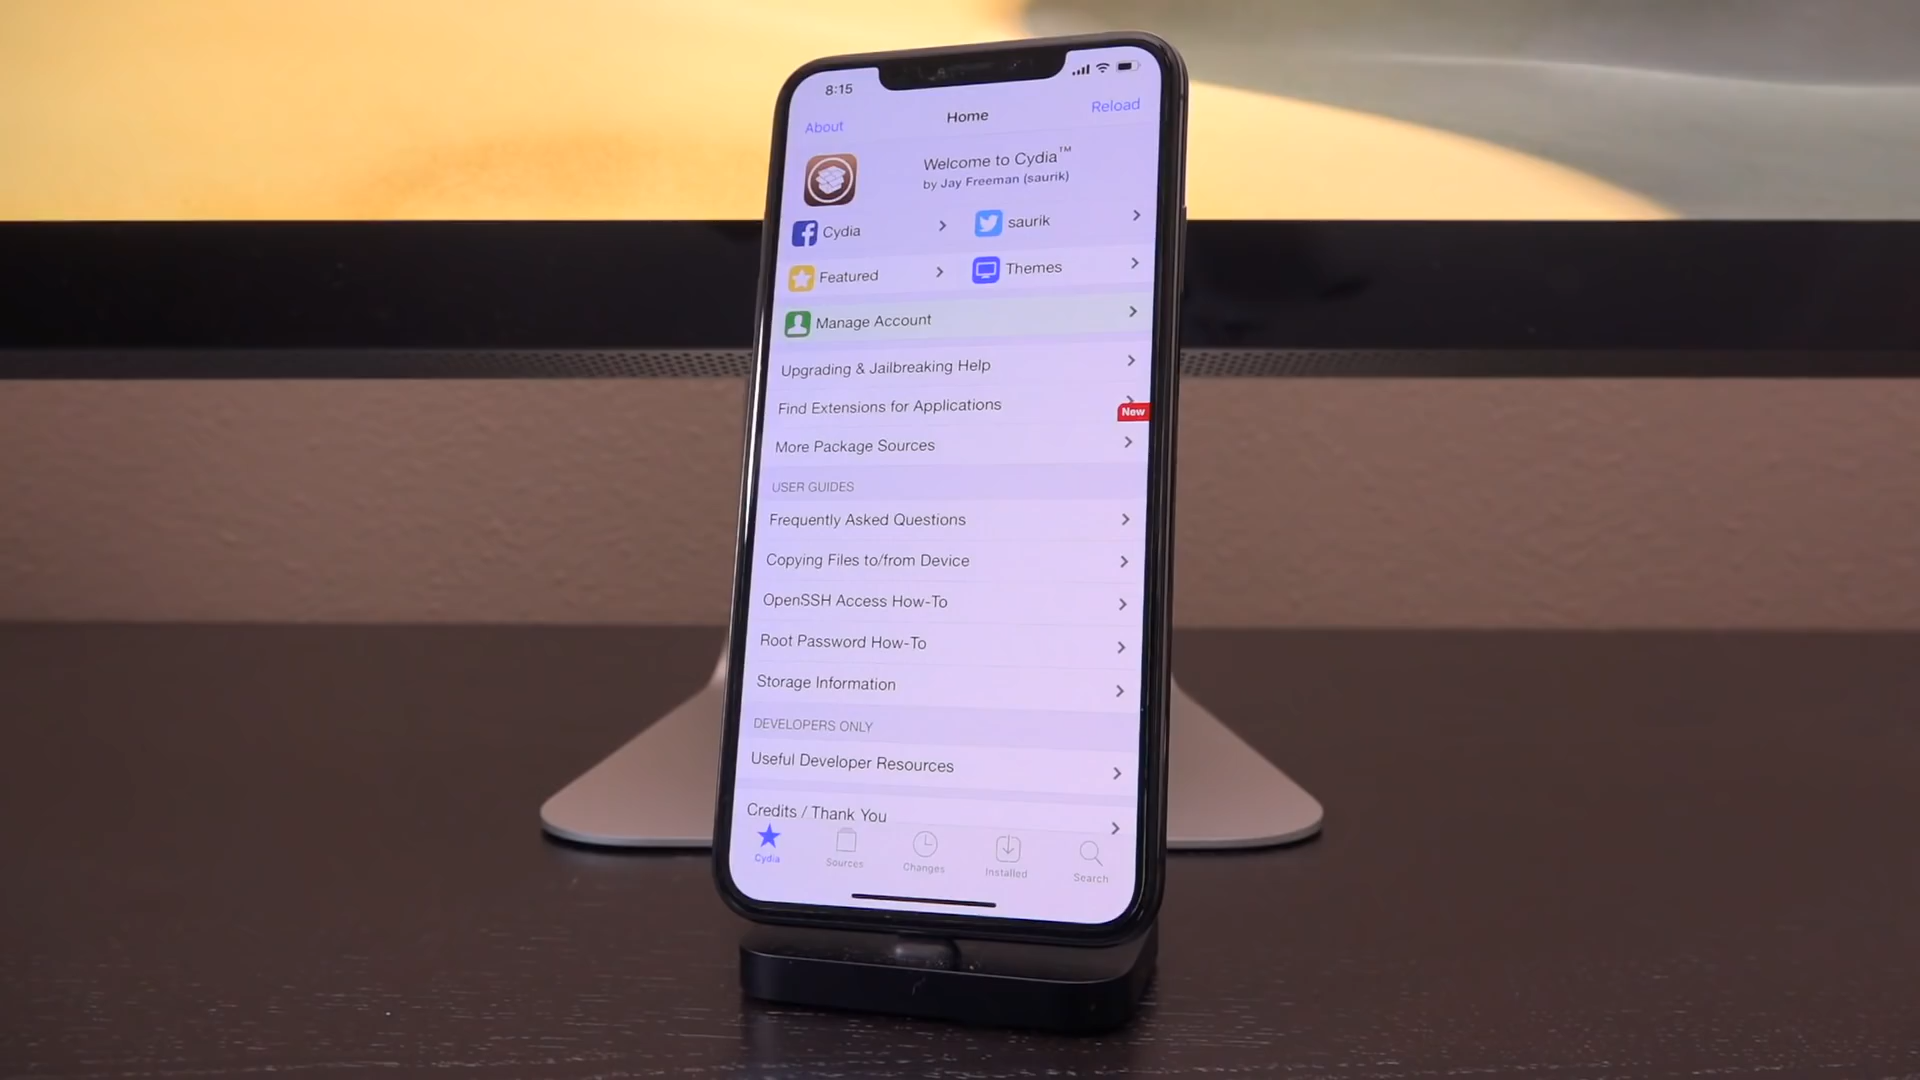 8:15
About
Home
Reload
Welcome to Cydia™
by Jay Freeman (saurik)
Cydia
saurik
Featured
Themes
Manage Account
Upgrading & Jailbreaking Help
Find Extensions for Applications
New
More Package Sources
USER GUIDES
Frequently Asked Questions
Copying Files to/from Device
OpenSSH Access How-To
Root Password How-To
Storage Information
DEVELOPERS ONLY
Useful Developer Resources
Credits / Thank You
Cydia
Sources
Changes
Installed
Search